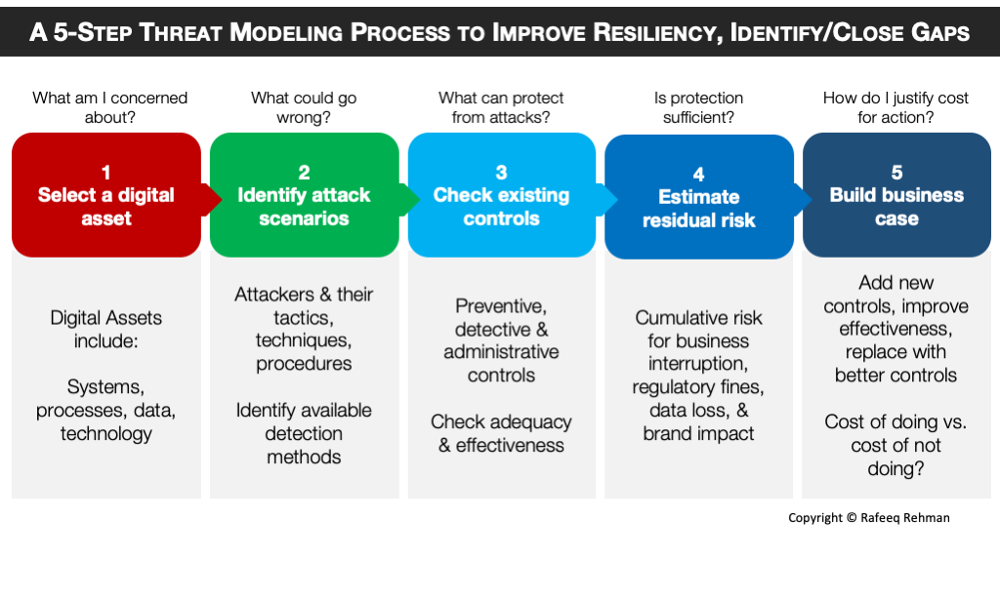 A 5-Step Threat Modeling Process to Improve Resiliency, Identify/Close Gaps
What am I concerned
about?
1
Select a digital
asset
Digital Assets
include:
Systems,
processes, data,
technology
What could go
wrong?
2
Identify attack
scenarios
Attackers & their
tactics,
techniques,
procedures
Identify available
detection
methods
What can protect
from attacks?
3
Check existing
controls
Preventive,
detective &
administrative
controls
Check adequacy
& effectiveness
Is protection
sufficient?
4
Estimate
residual risk
Cumulative risk
for business
interruption,
regulatory fines,
data loss, &
brand impact
How do I justify cost
for action?
5
Build business
case
Add new
controls, improve
effectiveness,
replace with
better controls
Cost of doing vs.
cost of not
doing?
Copyright © Rafeeq Rehman